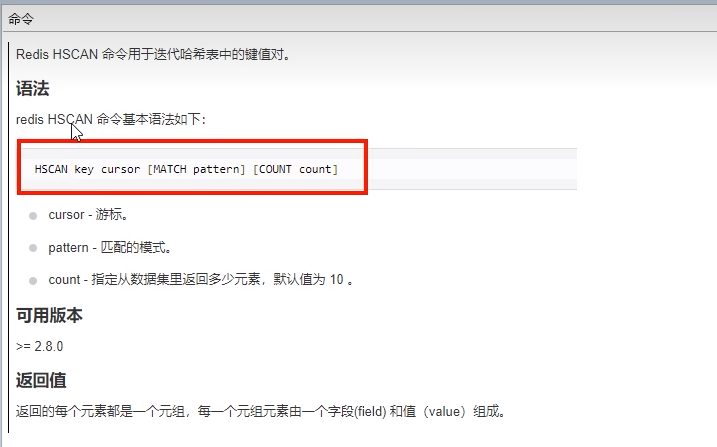 命令
Redis HSCAN 命令用于迭代哈希表中的键值对。
语法
redis HSCAN 命令基本语法如下：
HSCAN key cursor [MATCH pattern] [COUNT count]
cursor - 游标。
pattern - 匹配的模式。
count - 指定从数据集里返回多少元素，默认值为 10 。
可用版本
>= 2.8.0
返回值
返回的每个元素都是一个元组，每一个元组元素由一个字段(field) 和值（value）组成。